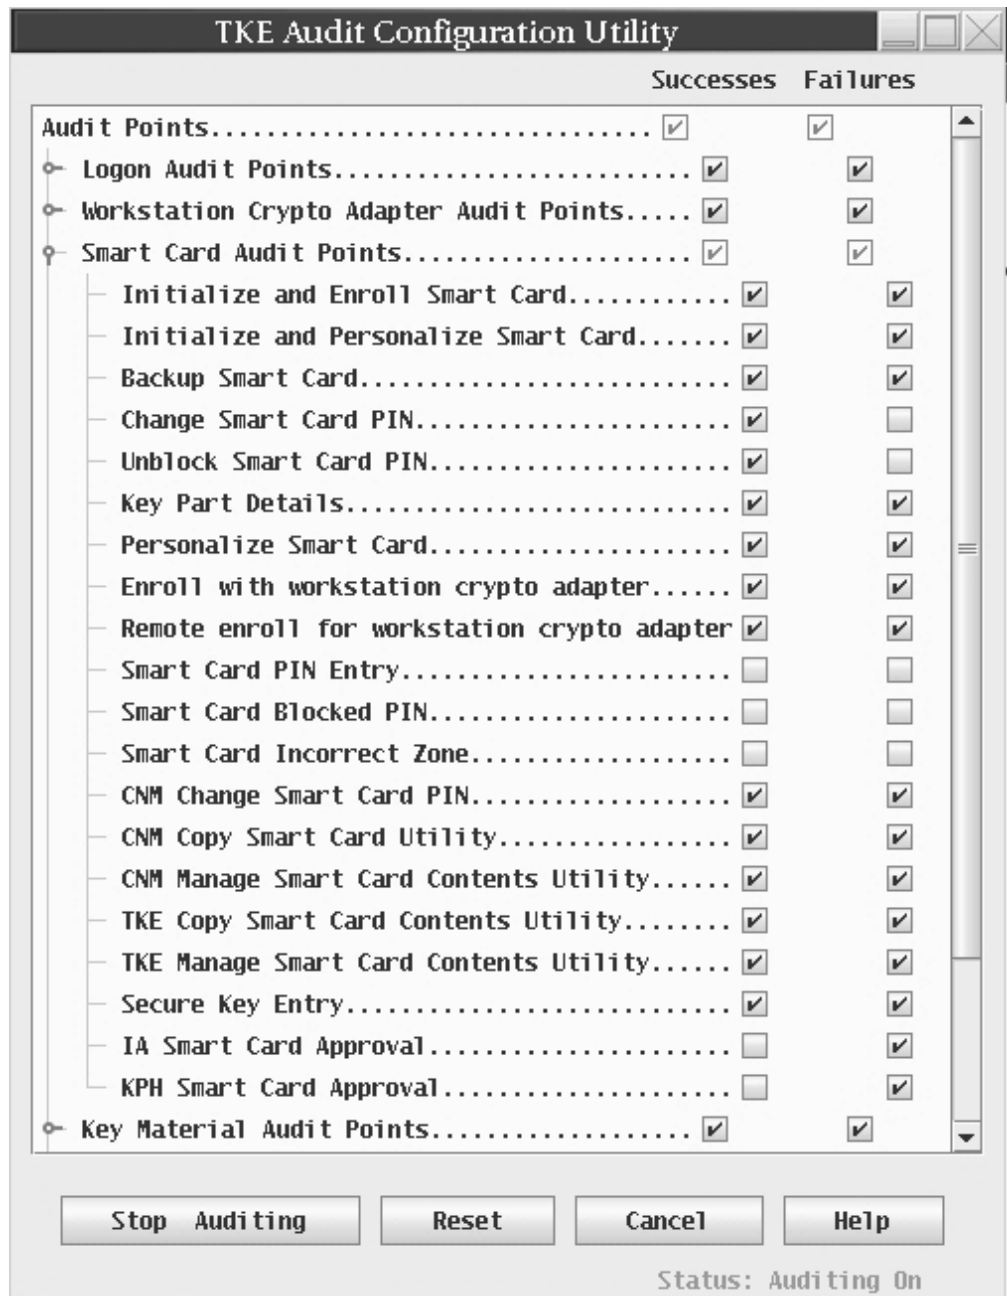 TKE Audit Configuration Utility
Successes Failures
Audit Points.................................
Logon Audit Points...........................
Workstation Crypto Adapter Audit Points.....
Smart Card Audit Points.....................
Initialize and Enroll Smart Card............
Initialize and Personalize Smart Card.......
Backup Smart Card...........................
Change Smart Card PIN.......................
Unblock Smart Card PIN......................
Key Part Details............................
Personalize Smart Card......................
Enroll with workstation crypto adapter......
Remote enroll for workstation crypto adapter
Smart Card PIN Entry........................
Smart Card Blocked PIN......................
Smart Card Incorrect Zone...................
CNM Change Smart Card PIN...................
CNM Copy Smart Card Utility.................
CNM Manage Smart Card Contents Utility......
TKE Copy Smart Card Contents Utility........
TKE Manage Smart Card Contents Utility......
Secure Key Entry............................
IA Smart Card Approval......................
KPH Smart Card Approval.....................
Key Material Audit Points...................
Stop Auditing Reset Cancel Help
Status: Auditing On